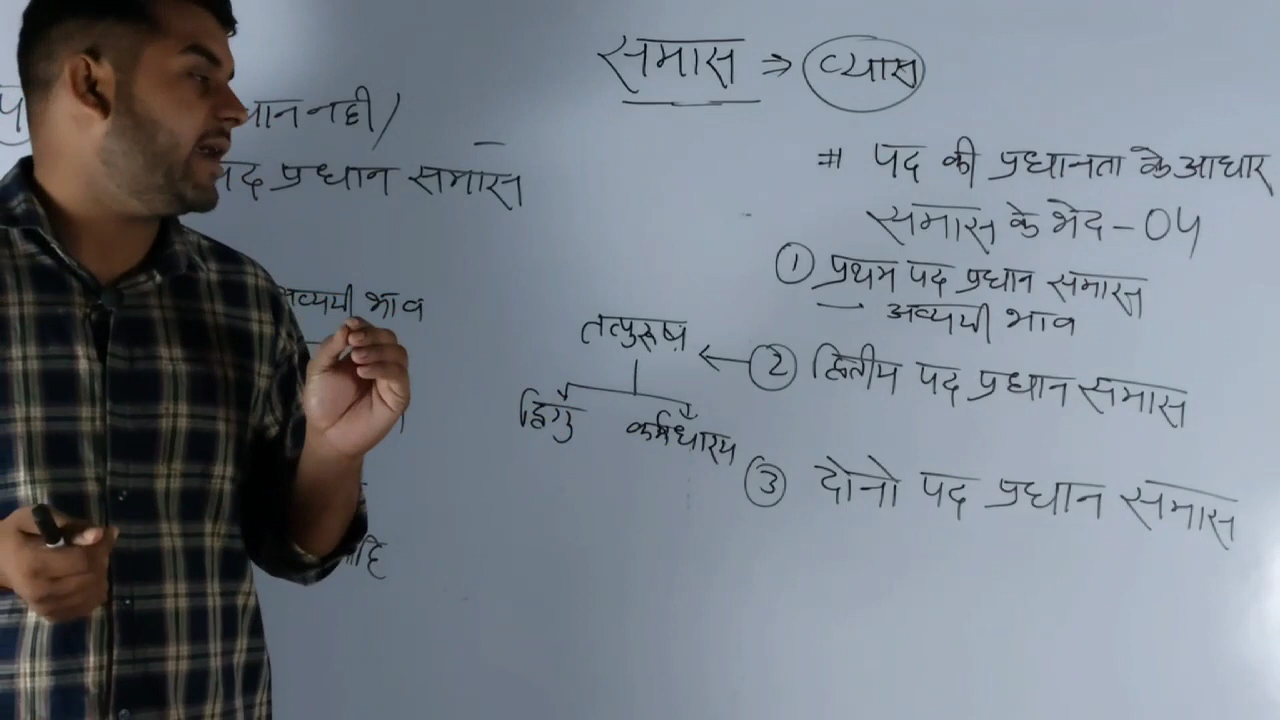 समास ⇒ व्यास
# पद की प्रधानता के आधार
समास के भेद - 04
① प्रथम पद प्रधान समास
अव्ययी भाव
② द्वितीय पद प्रधान समास
तत्पुरूष
द्विगु कर्मधारय
③ दोनो पद प्रधान समास
नही /
पद प्रधान समास
अव्ययी भाव